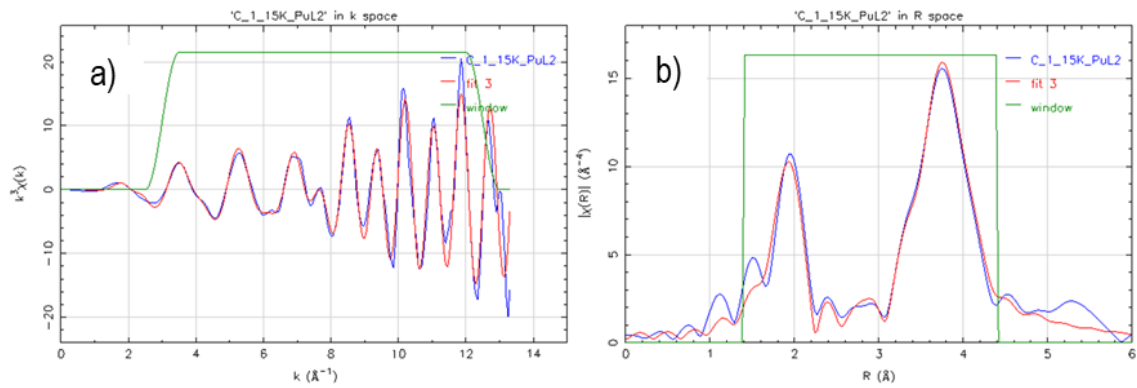 'C_1_15K_PuL2' in k space
a)
C_1_15K_PuL2
fit 3
window
20
10
0
−10
−20
k³χ(k)
0
2
4
6
8
10
12
14
k (Å⁻¹)
'C_1_15K_PuL2' in R space
b)
C_1_15K_PuL2
fit 3
window
15
10
5
0
|χ(R)| (Å⁻⁴)
0
1
2
3
4
5
6
R (Å)